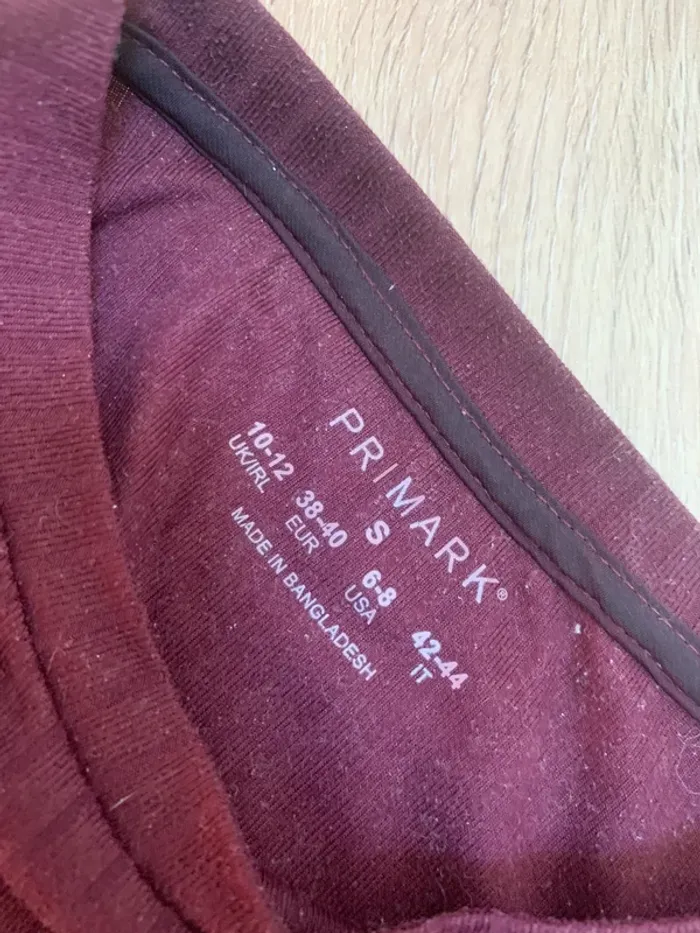 PRIMARK®
S
10-12 38-40 6-8 42-44
UK/IRL EUR USA IT
MADE IN BANGLADESH